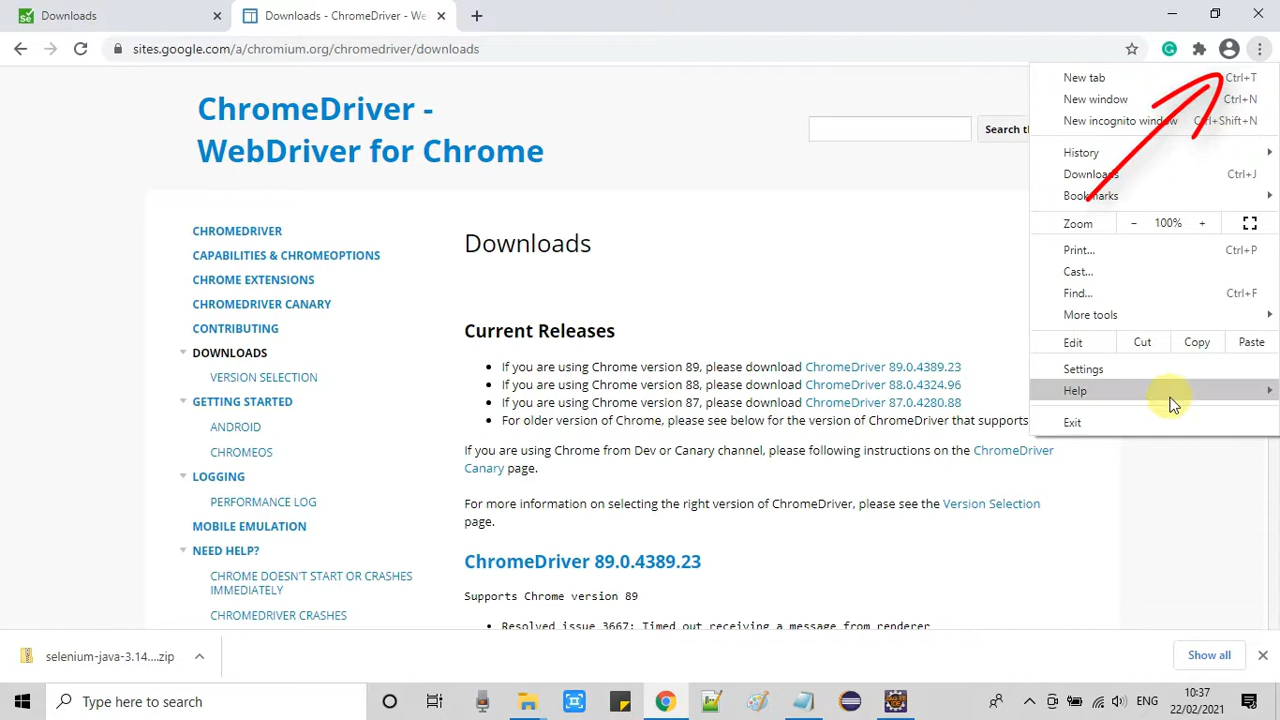 Downloads
Downloads - ChromeDriver - We
sites.google.com/a/chromium.org/chromedriver/downloads
ChromeDriver -
WebDriver for Chrome
Search th
New tab Ctrl+T
New window Ctrl+N
New incognito window Ctrl+Shift+N
History
Downloads Ctrl+J
Bookmarks
Zoom - 100% +
Print... Ctrl+P
Cast...
Find... Ctrl+F
More tools
Edit Cut Copy Paste
Settings
Help
Exit
CHROMEDRIVER
CAPABILITIES & CHROMEOPTIONS
CHROME EXTENSIONS
CHROMEDRIVER CANARY
CONTRIBUTING
DOWNLOADS
VERSION SELECTION
GETTING STARTED
ANDROID
CHROMEOS
LOGGING
PERFORMANCE LOG
MOBILE EMULATION
NEED HELP?
CHROME DOESN'T START OR CRASHES
IMMEDIATELY
CHROMEDRIVER CRASHES
Downloads
Current Releases
If you are using Chrome version 89, please download ChromeDriver 89.0.4389.23
If you are using Chrome version 88, please download ChromeDriver 88.0.4324.96
If you are using Chrome version 87, please download ChromeDriver 87.0.4280.88
For older version of Chrome, please see below for the version of ChromeDriver that supports
If you are using Chrome from Dev or Canary channel, please following instructions on the ChromeDriver
Canary page.
For more information on selecting the right version of ChromeDriver, please see the Version Selection
page.
ChromeDriver 89.0.4389.23
Supports Chrome version 89
Resolved issue 3667: Timed out receiving a message from renderer
selenium-java-3.14....zip
Show all
Type here to search
ENG
10:37
22/02/2021